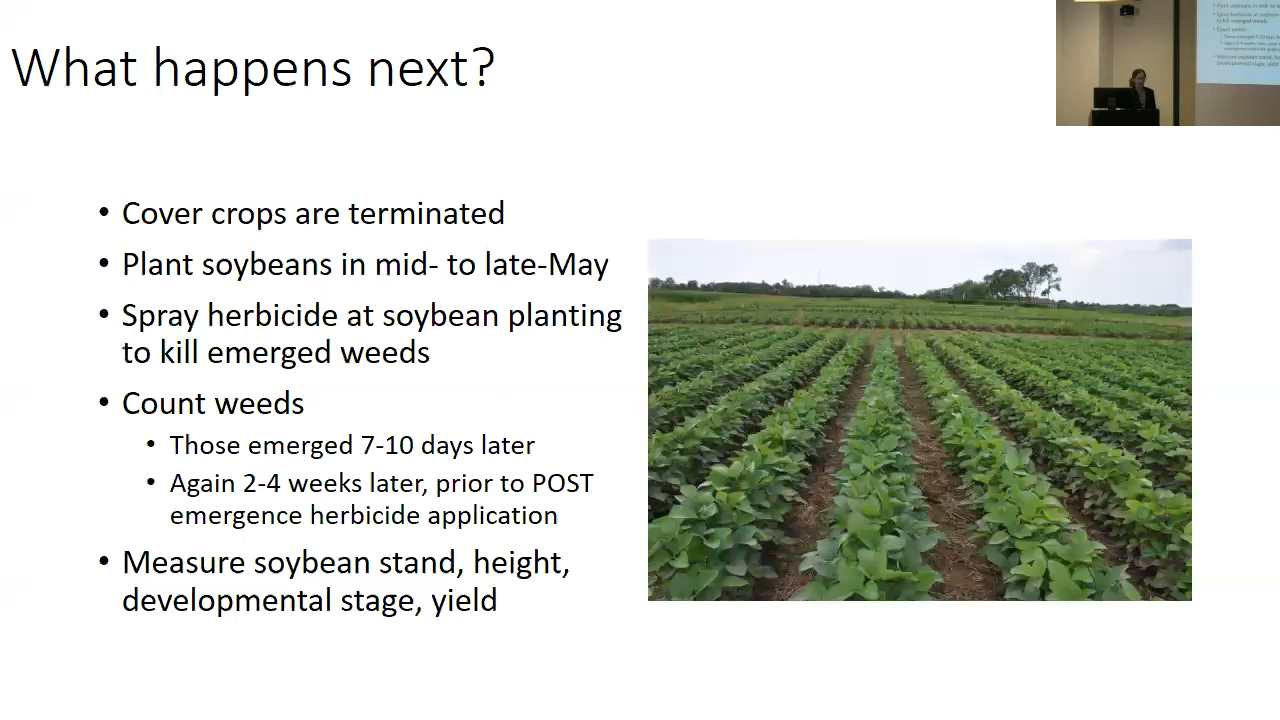 What happens next?
• Cover crops are terminated
• Plant soybeans in mid- to late-May
• Spray herbicide at soybean planting
to kill emerged weeds
• Count weeds
• Those emerged 7-10 days later
• Again 2-4 weeks later, prior to POST
emergence herbicide application
• Measure soybean stand, height,
developmental stage, yield